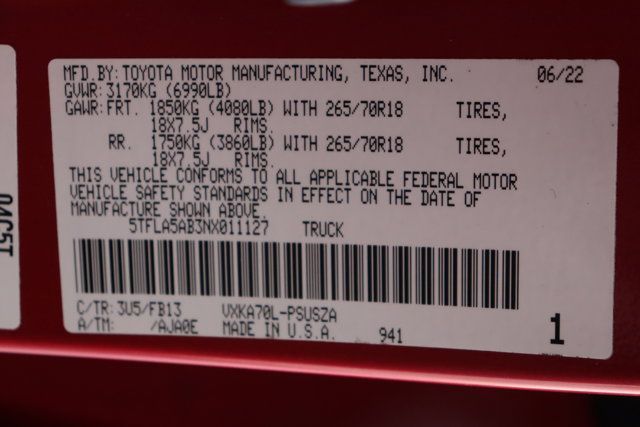 MFD.BY: TOYOTA MOTOR MANUFACTURING, TEXAS, INC. 06/22
GVWR: 3170KG (6990LB)
GAWR: FRT. 1850KG (4080LB) WITH 265/70R18 TIRES,
18X7.5J RIMS.
RR. 1750KG (3860LB) WITH 265/70R18 TIRES,
18X7.5J RIMS.
THIS VEHICLE CONFORMS TO ALL APPLICABLE FEDERAL MOTOR
VEHICLE SAFETY STANDARDS IN EFFECT ON THE DATE OF
MANUFACTURE SHOWN ABOVE.
5TFLA5AB3NX011127 TRUCK
C/TR: 3U5/FB13 VXKA70L-PSUSZA
A/TM: /AJA0E MADE IN U.S.A. 941 1